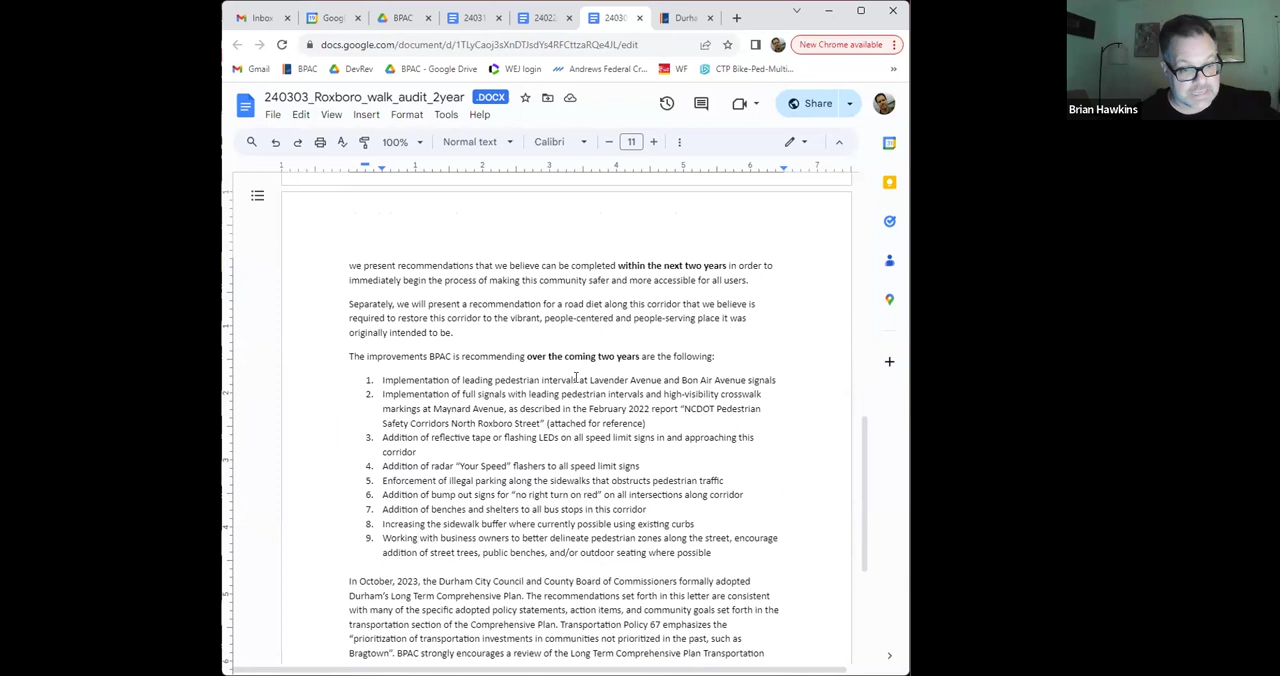 Inbox
Googl
BPAC
24031
24022
24030
Durha
docs.google.com/document/d/1TLyCaoj3sXnDTJsdYs4RFCttzaRQe4JL/edit
New Chrome available
Gmail
BPAC
DevRev
BPAC - Google Drive
WEJ login
Andrews Federal Cr...
WF
CTP Bike-Ped-Multi...
240303_Roxboro_walk_audit_2year
.DOCX
Share
File Edit View Insert Format Tools Help
100%
Normal text
Calibri
11
1 1 2 3 4 5 6 7
we present recommendations that we believe can be completed within the next two years in order to
immediately begin the process of making this community safer and more accessible for all users.
Separately, we will present a recommendation for a road diet along this corridor that we believe is
required to restore this corridor to the vibrant, people-centered and people-serving place it was
originally intended to be.
The improvements BPAC is recommending over the coming two years are the following:
1. Implementation of leading pedestrian intervals at Lavender Avenue and Bon Air Avenue signals
2. Implementation of full signals with leading pedestrian intervals and high-visibility crosswalk
markings at Maynard Avenue, as described in the February 2022 report “NCDOT Pedestrian
Safety Corridors North Roxboro Street” (attached for reference)
3. Addition of reflective tape or flashing LEDs on all speed limit signs in and approaching this
corridor
4. Addition of radar “Your Speed” flashers to all speed limit signs
5. Enforcement of illegal parking along the sidewalks that obstructs pedestrian traffic
6. Addition of bump out signs for “no right turn on red” on all intersections along corridor
7. Addition of benches and shelters to all bus stops in this corridor
8. Increasing the sidewalk buffer where currently possible using existing curbs
9. Working with business owners to better delineate pedestrian zones along the street, encourage
addition of street trees, public benches, and/or outdoor seating where possible
In October, 2023, the Durham City Council and County Board of Commissioners formally adopted
Durham’s Long Term Comprehensive Plan. The recommendations set forth in this letter are consistent
with many of the specific adopted policy statements, action items, and community goals set forth in the
transportation section of the Comprehensive Plan. Transportation Policy 67 emphasizes the
“prioritization of transportation investments in communities not prioritized in the past, such as
Bragtown”. BPAC strongly encourages a review of the Long Term Comprehensive Plan Transportation
Brian Hawkins